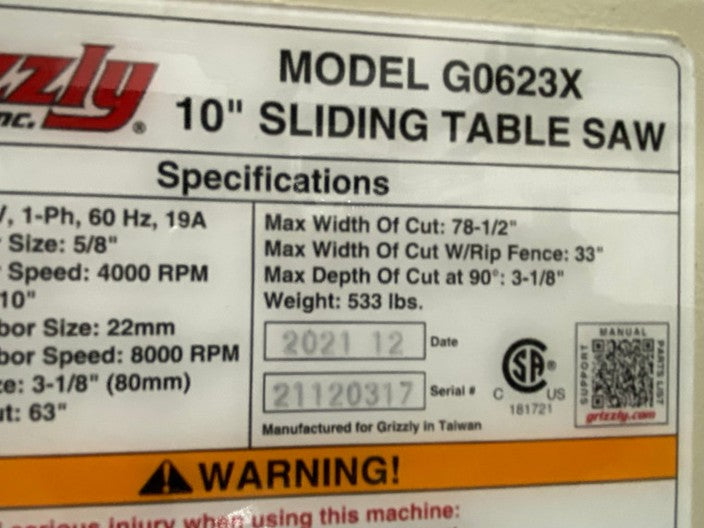 zzly®
nc.
MODEL G0623X
10" SLIDING TABLE SAW
Specifications
, 1-Ph, 60 Hz, 19A
Size: 5/8"
Speed: 4000 RPM
10"
bor Size: 22mm
bor Speed: 8000 RPM
e: 3-1/8" (80mm)
t: 63"
Max Width Of Cut: 78-1/2"
Max Width Of Cut W/Rip Fence: 33"
Max Depth Of Cut at 90°: 3-1/8"
Weight: 533 lbs.
2021 12 Date
21120317 Serial #
Manufactured for Grizzly in Taiwan
SA®
C US
181721
MANUAL
SUPPORT
PARTS LIST
grizzly.com
WARNING!
serious injury when using this machine: